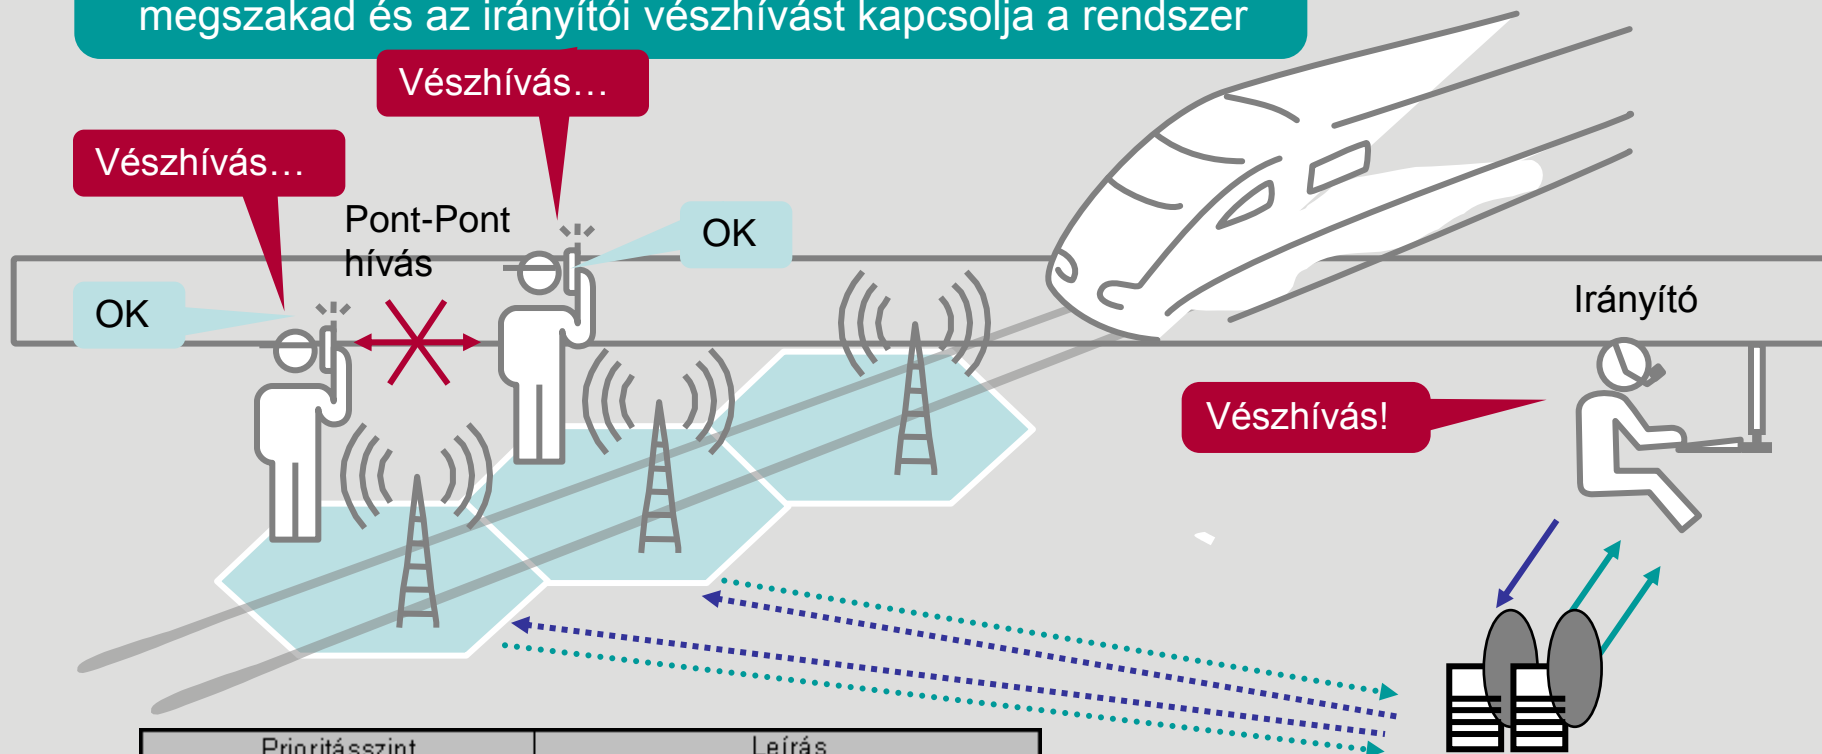 megszakad és az irányítói vészhívást kapcsolja a rendszer
Vészhívás…
Vészhívás…
Pont-Pont
hívás
OK
OK
Irányító
Vészhívás!
Prioritásszint
Leírás